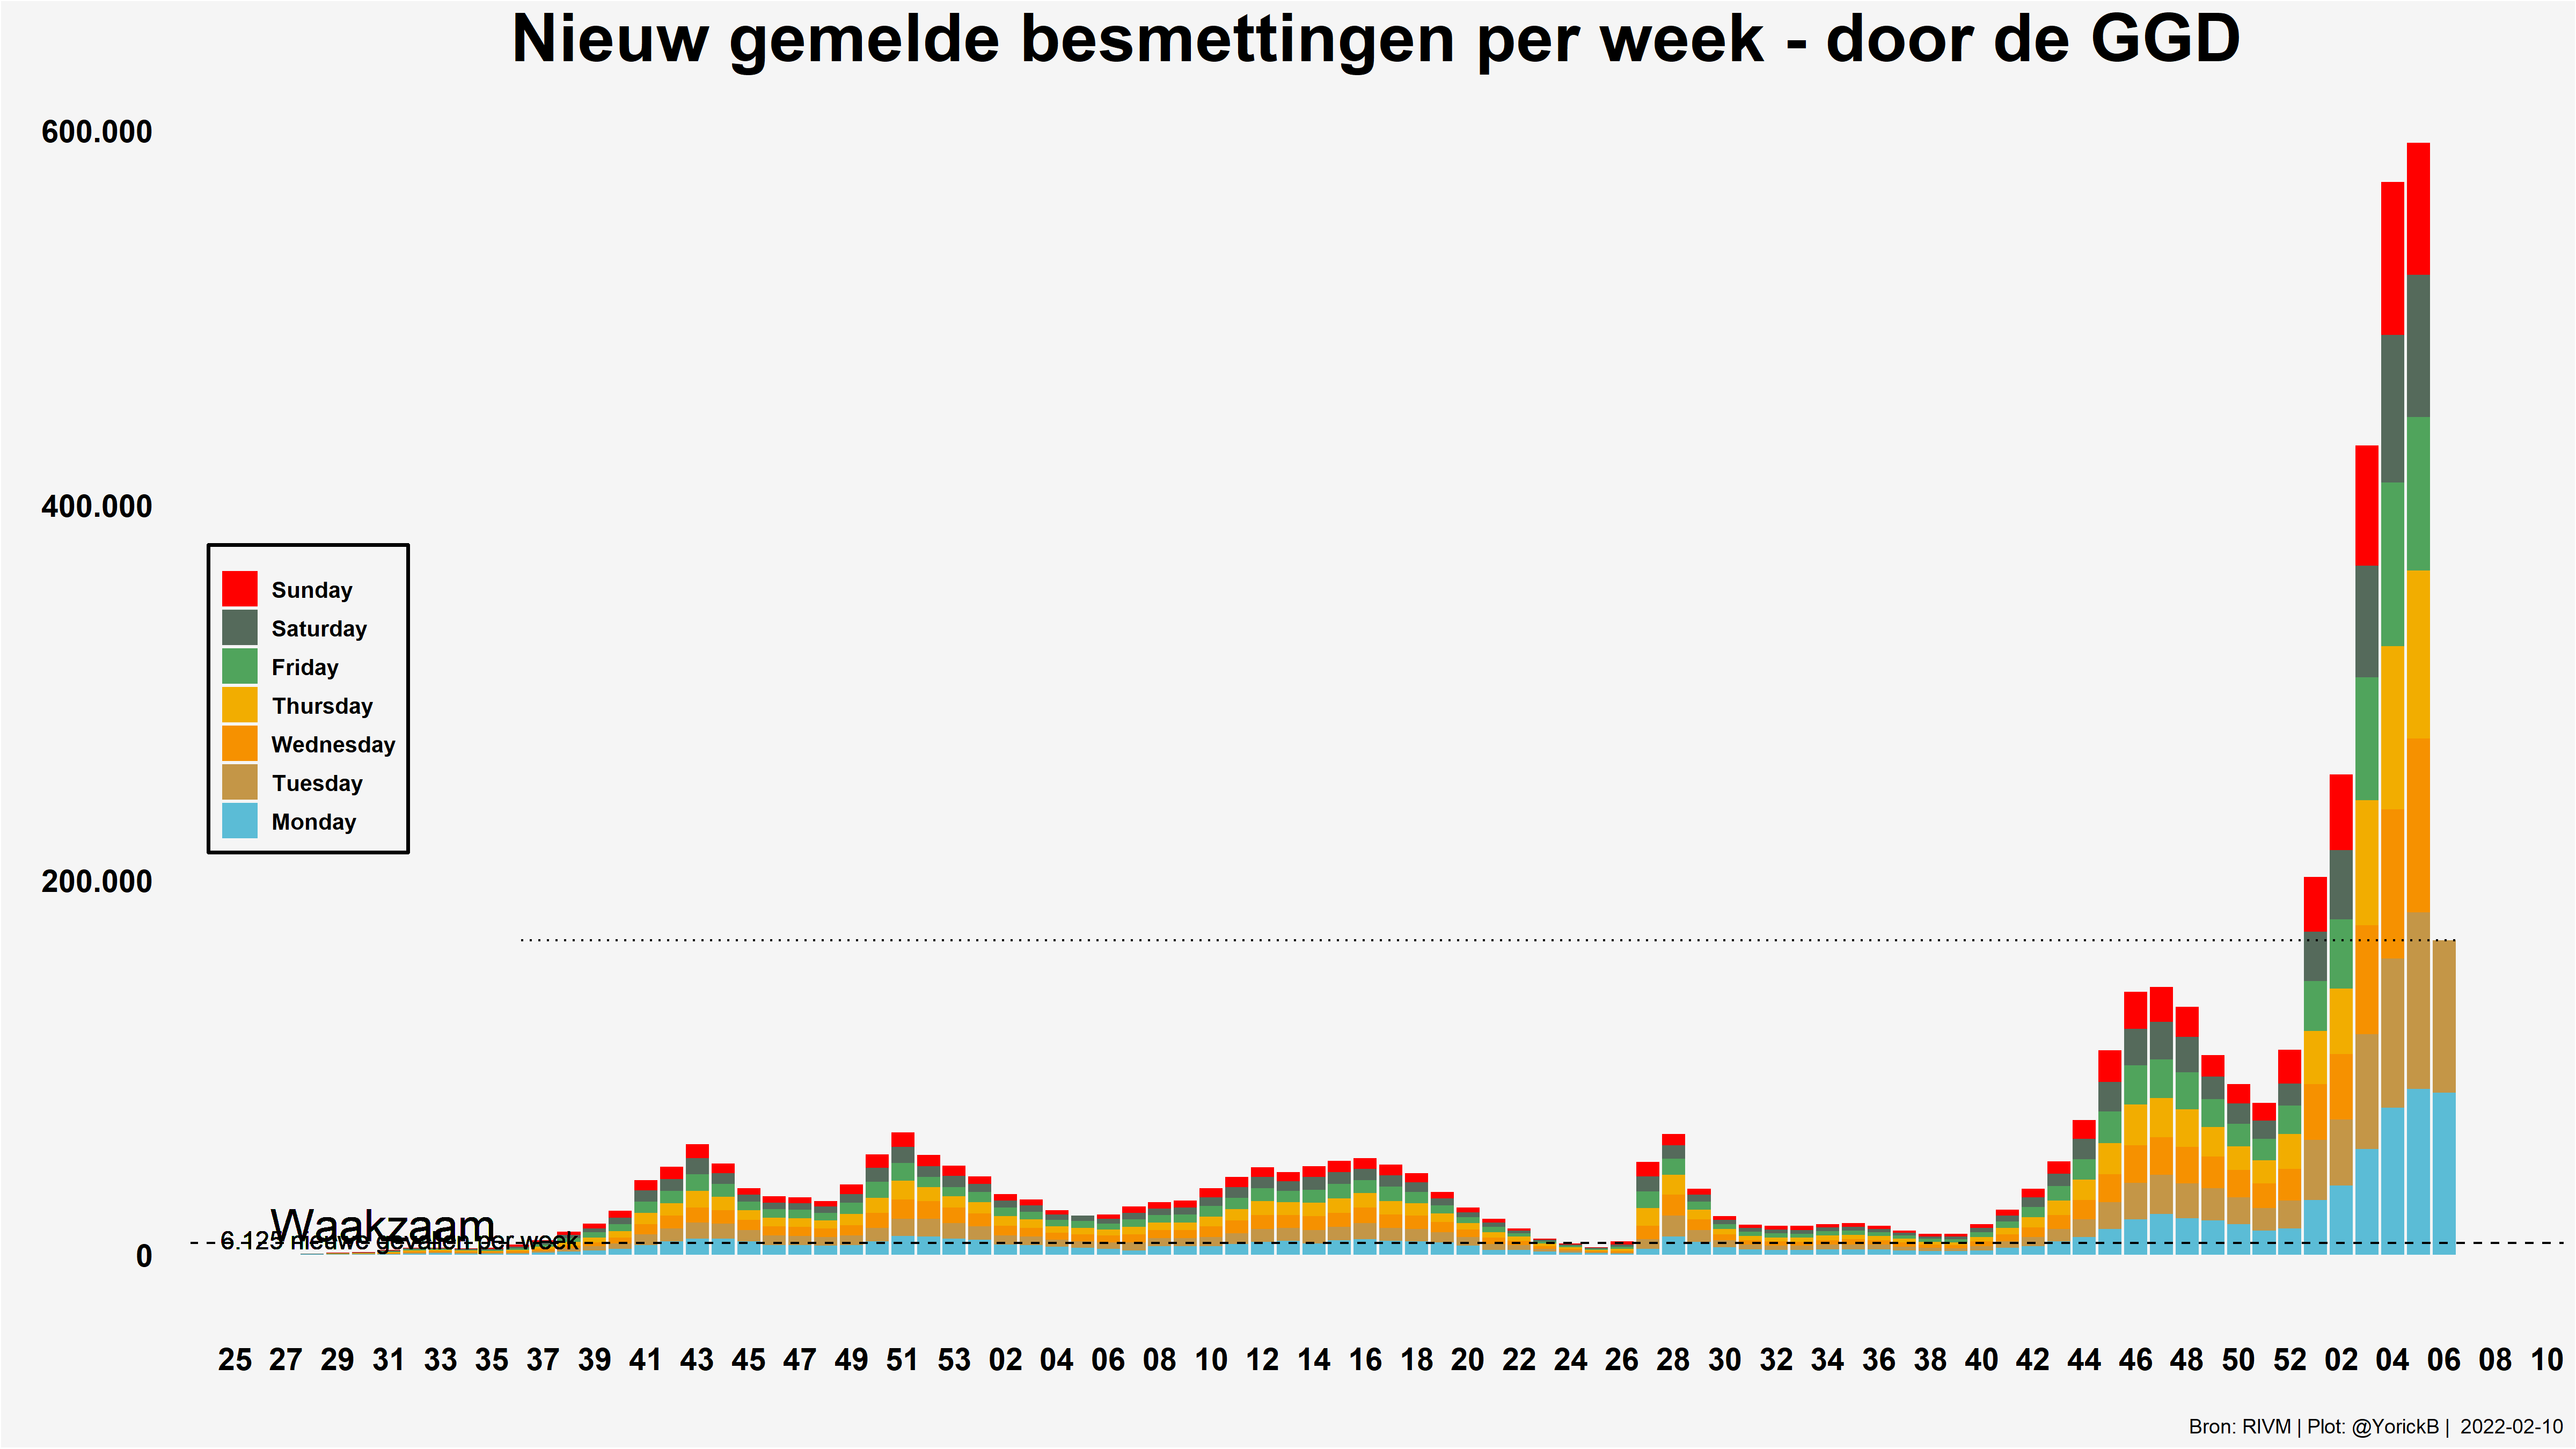 Nieuw gemelde besmettingen per week - door de GGD
600.000
400.000
200.000
0
Sunday
Saturday
Friday
Thursday
Wednesday
Tuesday
Monday
Waakzaam
6.125 nieuwe gevallen per week
25 27 29 31 33 35 37 39 41 43 45 47 49 51 53 02 04 06 08 10 12 14 16 18 20 22 24 26 28 30 32 34 36 38 40 42 44 46 48 50 52 02 04 06 08 10
Bron: RIVM | Plot: @YorickB | 2022-02-10